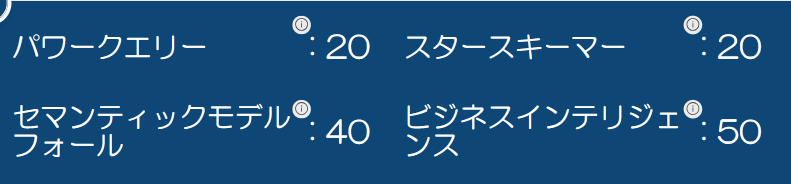 パワークエリー : 20 スタースキーマー : 20
セマンティックモデルフォール : 40 ビジネスインテリジェンス : 50